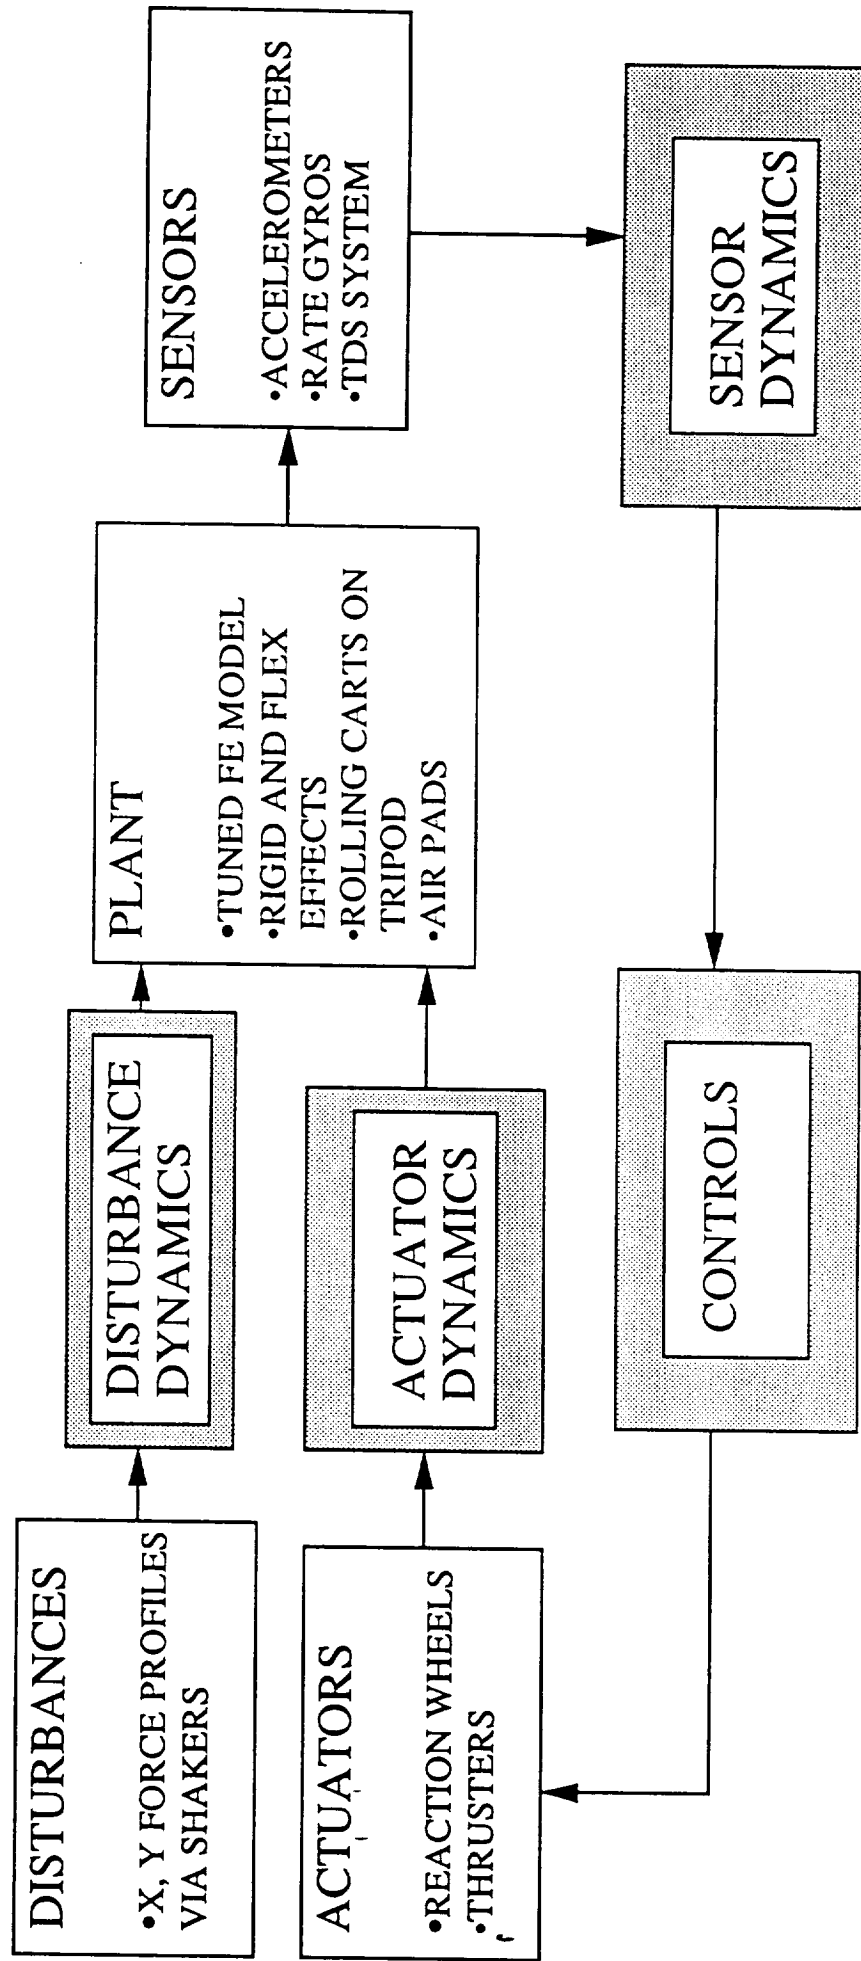 DISTURBANCES
•X, Y FORCE PROFILES
VIA SHAKERS
DISTURBANCE
DYNAMICS
PLANT
•TUNED FE MODEL
•RIGID AND FLEX
EFFECTS
•ROLLING CARTS ON
TRIPOD
•AIR PADS
SENSORS
•ACCELEROMETERS
•RATE GYROS
•TDS SYSTEM
ACTUATORS
•REACTION WHEELS
•THRUSTERS
ACTUATOR
DYNAMICS
CONTROLS
SENSOR
DYNAMICS